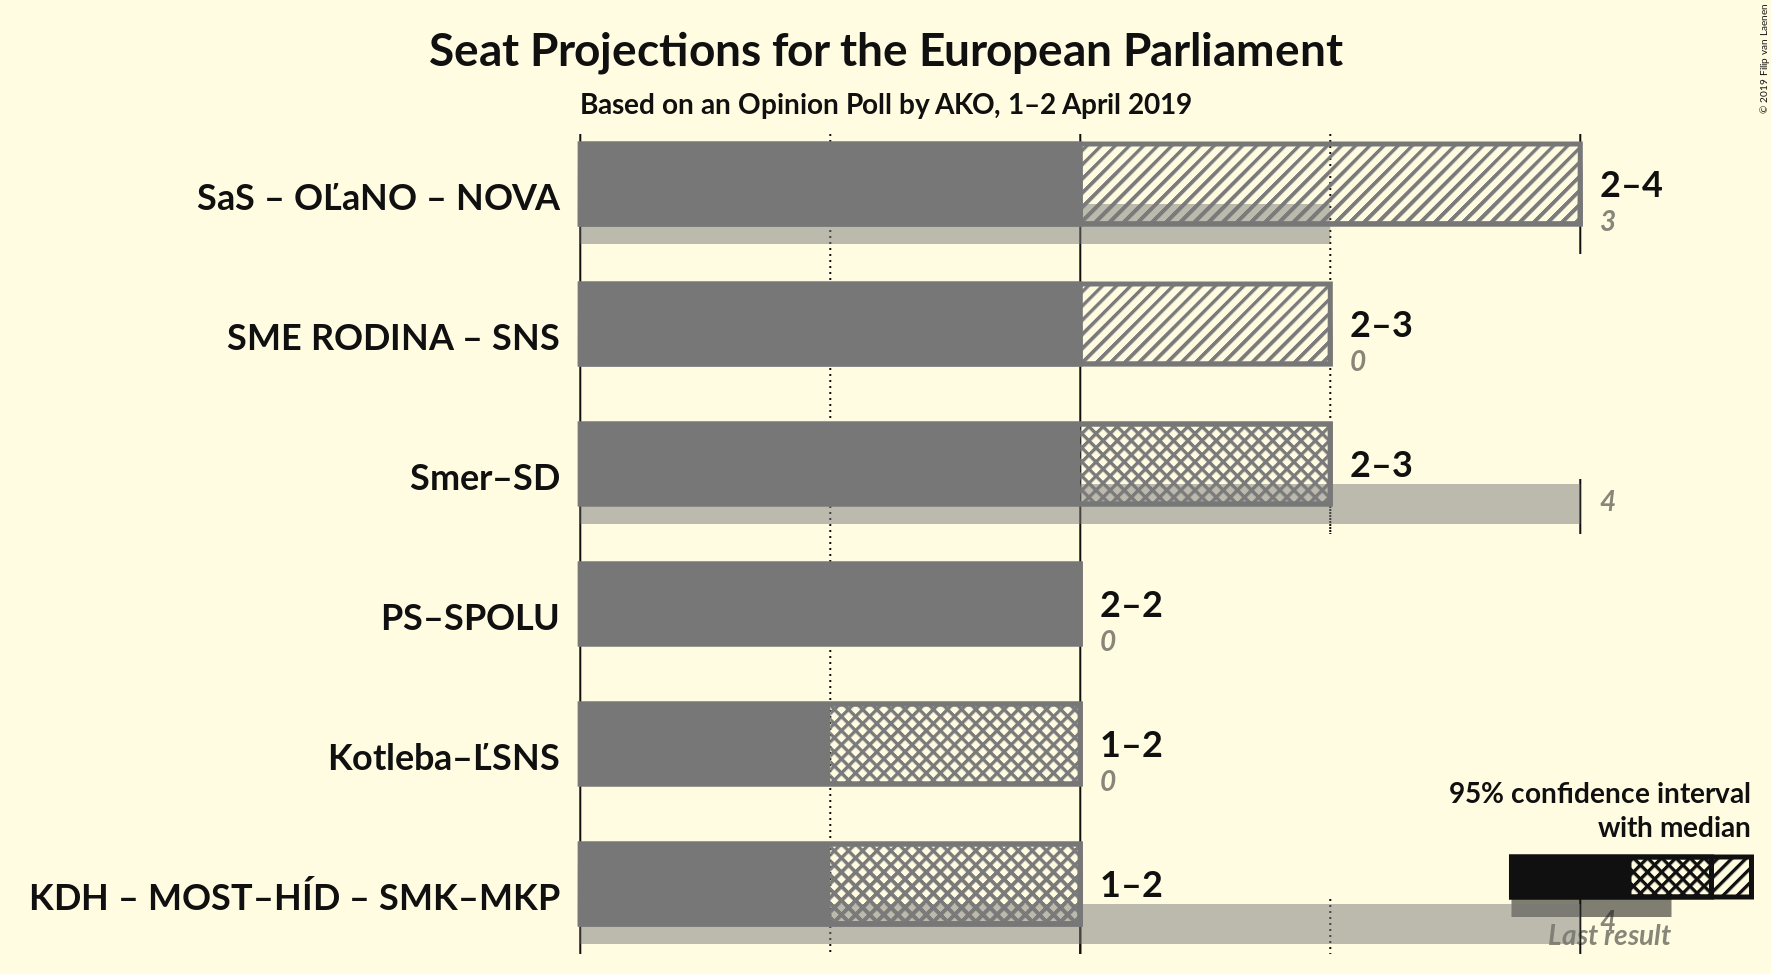 Seat Projections for the European Parliament
Based on an Opinion Poll by AKO, 1–2 April 2019
© 2019 Filip van Laenen
SaS – OĽaNO – NOVA
2–4
3
SME RODINA – SNS
2–3
0
Smer–SD
2–3
4
PS–SPOLU
2–2
0
Kotleba–ĽSNS
1–2
0
KDH – MOST–HÍD – SMK–MKP
1–2
4
95% confidence interval
with median
Last result